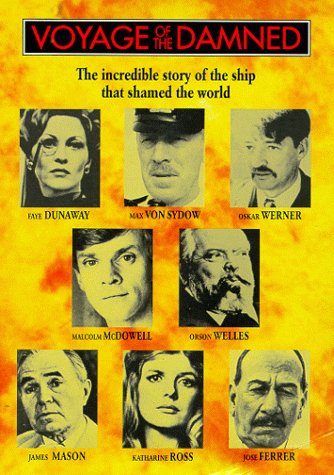 VOYAGE OF THE DAMNED
The incredible story of the ship
that shamed the world
FAYE DUNAWAY
MAX VON SYDOW
OSKAR WERNER
MALCOLM McDOWELL
ORSON WELLES
JAMES MASON
KATHARINE ROSS
JOSE FERRER